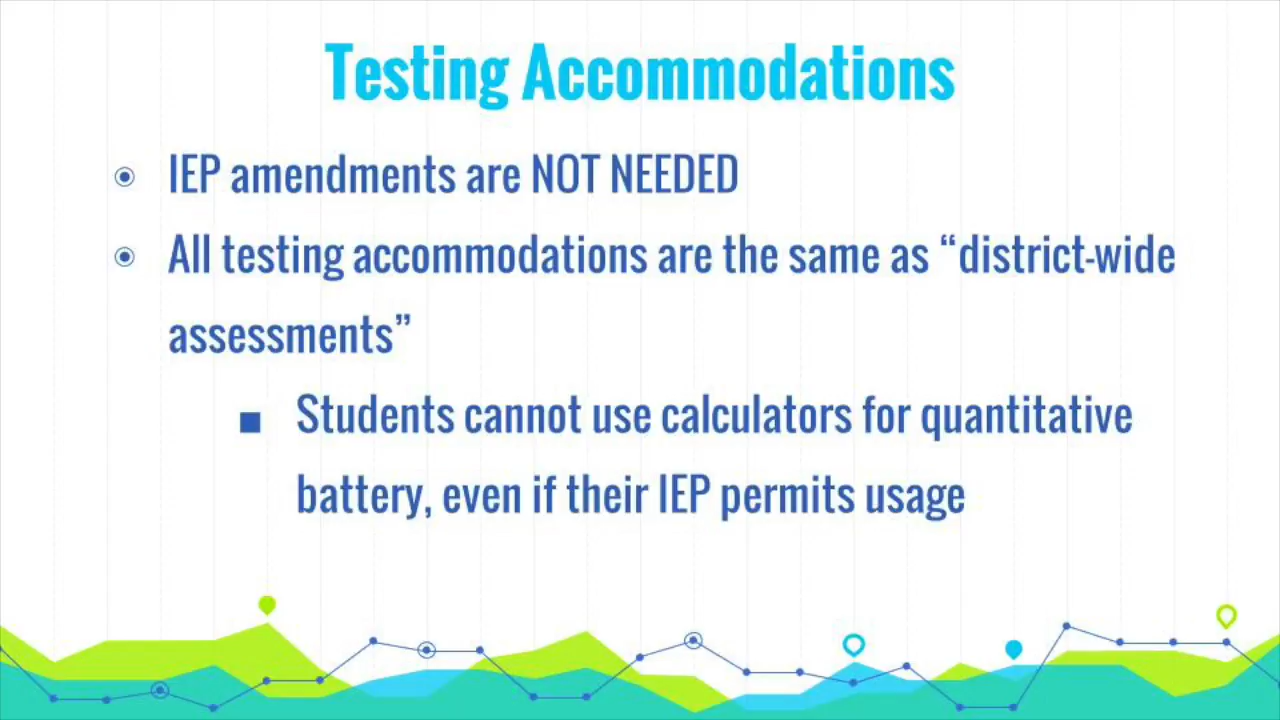 Testing Accommodations
IEP amendments are NOT NEEDED
All testing accommodations are the same as “district-wide
assessments”
Students cannot use calculators for quantitative
battery, even if their IEP permits usage